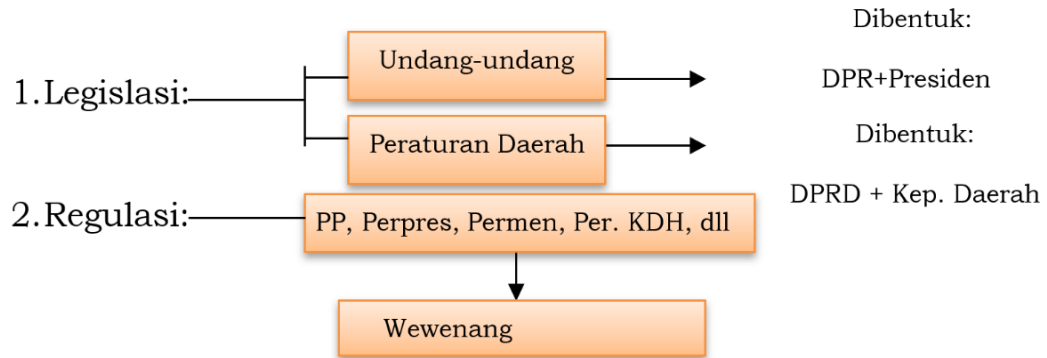 Dibentuk:
Undang-undang
1.Legislasi:
DPR+Presiden
Peraturan Daerah
Dibentuk:
DPRD + Kep. Daerah
2.Regulasi:
PP, Perpres, Permen, Per. KDH, dll
Wewenang